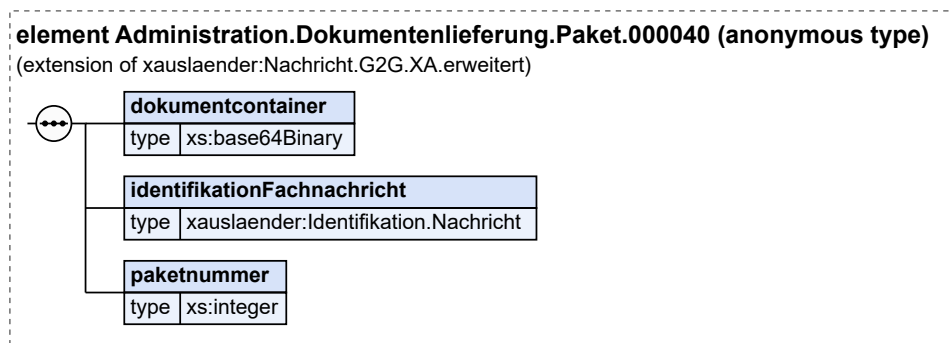 element Administration.Dokumentenlieferung.Paket.000040 (anonymous type)
(extension of xauslaender:Nachricht.G2G.XA.erweitert)
dokumentcontainer
type xs:base64Binary
identifikationFachnachricht
type xauslaender:Identifikation.Nachricht
paketnummer
type xs:integer